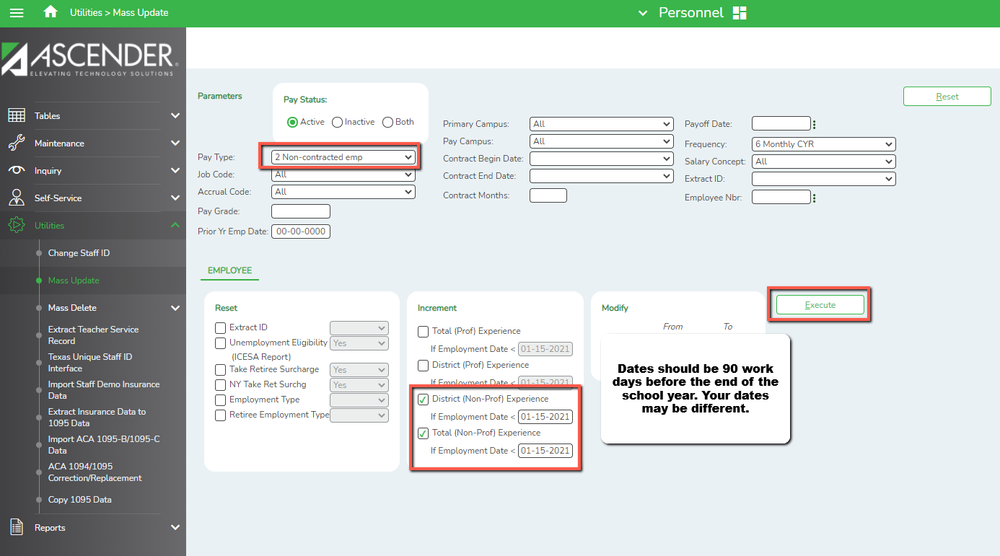 Utilities > Mass Update
Personnel
ASCENDER
ELEVATING TECHNOLOGY SOLUTIONS
Tables
Maintenance
Inquiry
Self-Service
Utilities
Change Staff ID
Mass Update
Mass Delete
Extract Teacher Service
Record
Texas Unique Staff ID
Interface
Import Staff Demo Insurance
Data
Extract Insurance Data to
1095 Data
Import ACA 1095-B/1095-C
Data
ACA 1094/1095
Correction/Replacement
Copy 1095 Data
Reports
Parameters
Pay Status:
Active Inactive Both
Reset
Pay Type: 2 Non-contracted emp
Job Code: All
Accrual Code: All
Pay Grade:
Prior Yr Emp Date: 00-00-0000
Primary Campus: All
Pay Campus: All
Contract Begin Date:
Contract End Date:
Contract Months:
Payoff Date:
Frequency: 6 Monthly CYR
Salary Concept: All
Extract ID:
Employee Nbr:
EMPLOYEE
Reset
Extract ID
Unemployment Eligibility Yes
(ICESA Report)
Take Retiree Surcharge Yes
NY Take Ret Surchg Yes
Employment Type
Retiree Employment Type
Increment
Total (Prof) Experience
If Employment Date < 01-15-2021
District (Prof) Experience
If Employment Date < 01-15-2021
District (Non-Prof) Experience
If Employment Date < 01-15-2021
Total (Non-Prof) Experience
If Employment Date < 01-15-2021
Modify
From To
Execute
Dates should be 90 work
days before the end of the
school year. Your dates
may be different.